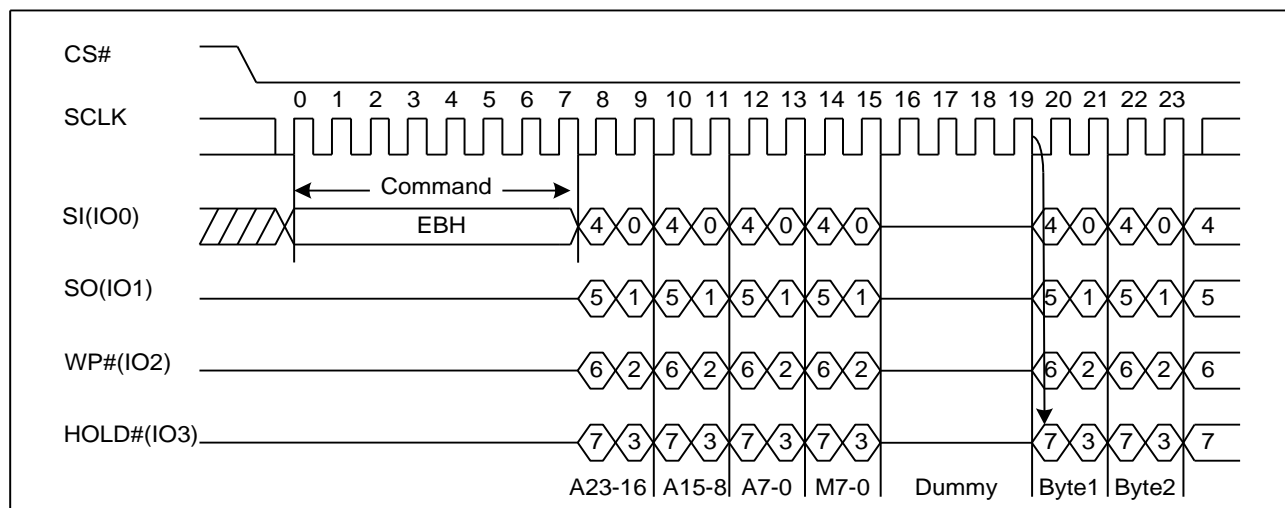 CS#
0 1 2 3 4 5 6 7 8 9 10 11 12 13 14 15 16 17 18 19 20 21 22 23
SCLK
Command
SI(IO0) EBH 4 0 4 0 4 0 4 0 4 0 4 0 4
SO(IO1) 5 1 5 1 5 1 5 1 5 1 5 1 5
WP#(IO2) 6 2 6 2 6 2 6 2 6 2 6 2 6
HOLD#(IO3) 7 3 7 3 7 3 7 3 7 3 7 3 7
A23-16 A15-8 A7-0 M7-0 Dummy Byte1 Byte2